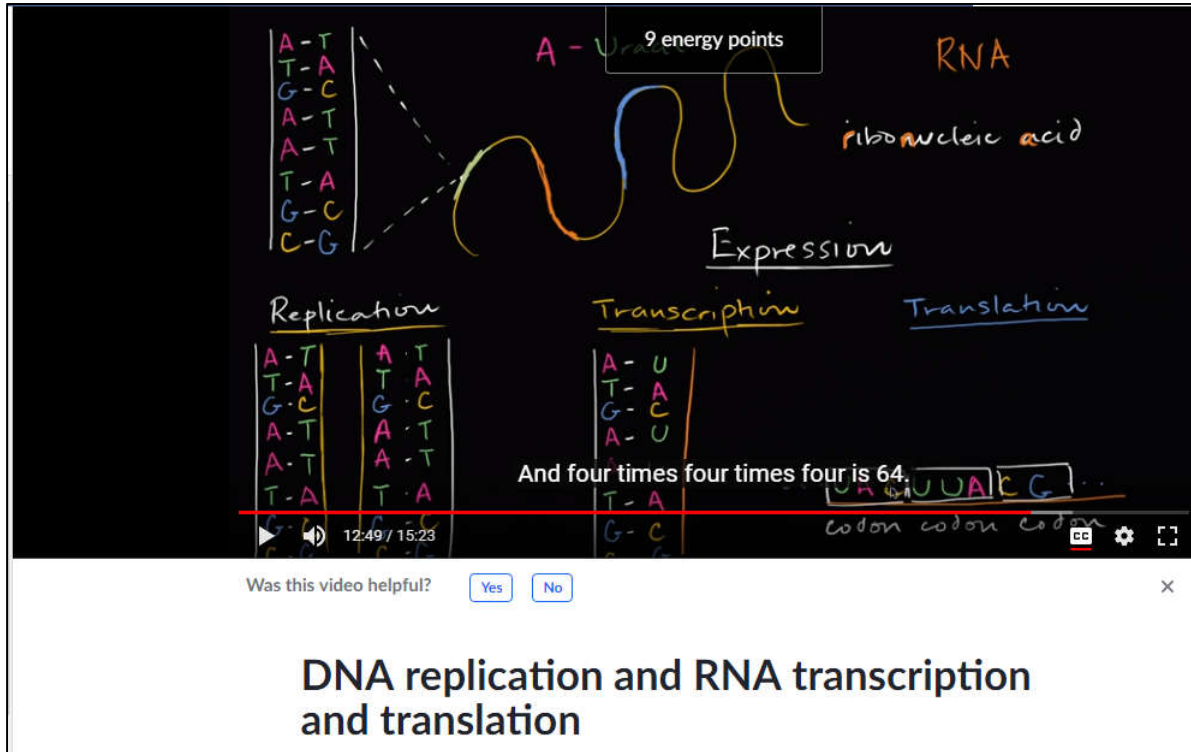 9 energy points
A-T
T-A
G-C
A-T
A-T
T-A
G-C
C-G
A -
RNA
ribonucleic acid
Expression
Replication
Transcription
Translation
A-T
T-A
G-C
A-T
A-T
T-A
A·T
T A
G·C
A·T
A·T
T·A
A- U
T- A
G- C
A- U
T- A
G- C
And four times four times four is 64.
UUA C G ..
codon codon codon
12:49 / 15:23
CC
Was this video helpful?
Yes
No
×
DNA replication and RNA transcription
and translation